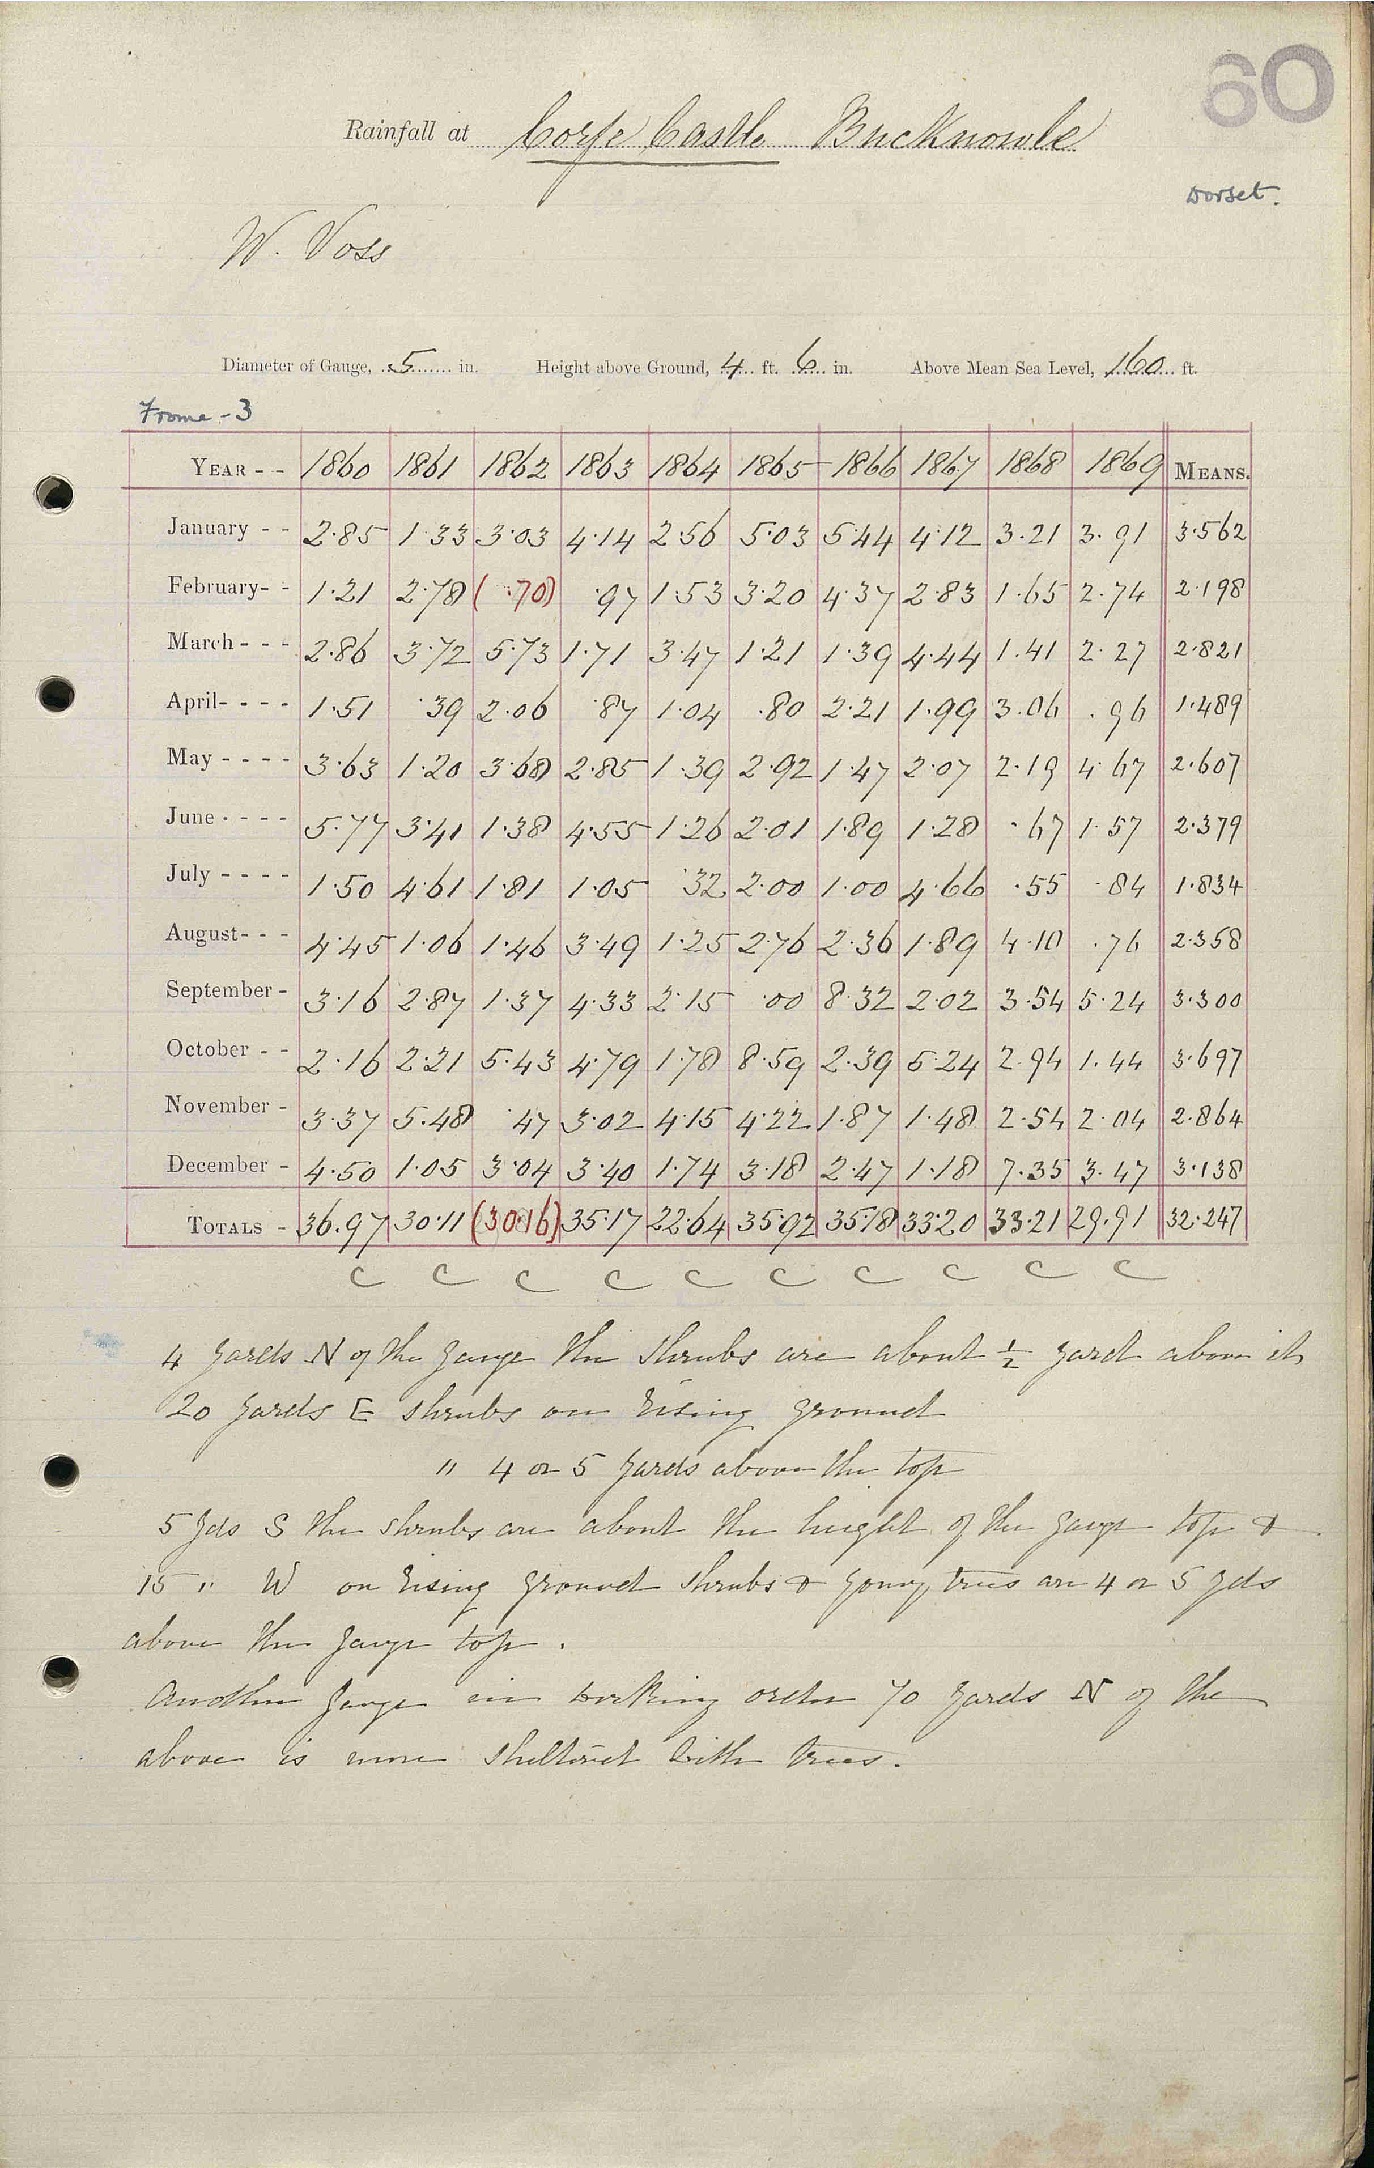 60
Rainfall at Corfe Castle Bucknowle
Dorset.
W. Voss
Diameter of Gauge, 5 in. Height above Ground, 4 ft. 6 in. Above Mean Sea Level, 160 ft.
Frome - 3
YEAR - - 1860 1861 1862 1863 1864 1865 1866 1867 1868 1869 MEANS.
January - - 2.85 1.33 3.03 4.14 2.56 5.03 5.44 4.12 3.21 3.91 3.562
February- - 1.21 2.78 (.70) .97 1.53 3.20 4.37 2.83 1.65 2.74 2.198
March - - - 2.86 3.72 5.73 1.71 3.47 1.21 1.39 4.44 1.41 2.27 2.821
April- - - - 1.51 .39 2.06 .87 1.04 .80 2.21 1.99 3.06 .96 1.489
May - - - - 3.63 1.20 3.68 2.85 1.39 2.92 1.47 2.07 2.19 4.67 2.607
June - - - - 5.77 3.41 1.38 4.55 1.26 2.01 1.89 1.28 .67 1.57 2.379
July - - - - 1.50 4.61 1.81 1.05 .32 2.00 1.00 4.66 .55 .84 1.834
August- - - 4.45 1.06 1.46 3.49 1.25 2.76 2.36 1.89 4.10 .76 2.358
September - 3.16 2.87 1.37 4.33 2.15 .00 8.32 2.02 3.54 5.24 3.300
October - - 2.16 2.21 5.43 4.79 1.78 8.59 2.39 5.24 2.94 1.44 3.697
November - 3.37 5.48 .47 3.02 4.15 4.22 1.87 1.48 2.54 2.04 2.864
December - 4.50 1.05 3.04 3.40 1.74 3.18 2.47 1.18 7.35 3.47 3.138
TOTALS - 36.97 30.11 (30.16) 35.17 22.64 35.92 35.18 33.20 33.21 29.91 32.247
C C C C C C C C C C
4 yards N of the gauge the shrubs are about ½ yard above it
20 yards E shrubs on rising ground
" 4 or 5 yards above the top
5 yds S the shrubs are about the height of the gauge top &
15 " W on rising ground shrubs & young trees are 4 or 5 yds
above the gauge top.
Another gauge in working order 70 yards N of the
above is more sheltered with trees.